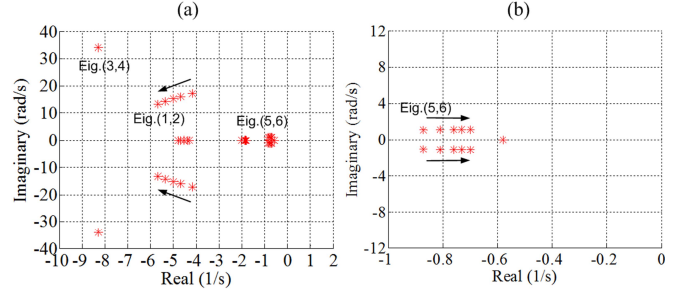 (a)
40
30
20
10
0
-10
-20
-30
-40
Imaginary (rad/s)
Eig.(3,4)
Eig.(1,2)
Eig.(5,6)
-10 -9 -8 -7 -6 -5 -4 -3 -2 -1 0 1 2
Real (1/s)
(b)
12
8
4
0
-4
-8
-12
Imaginary (rad/s)
Eig.(5,6)
-1 -0.8 -0.6 -0.4 -0.2 0
Real (1/s)